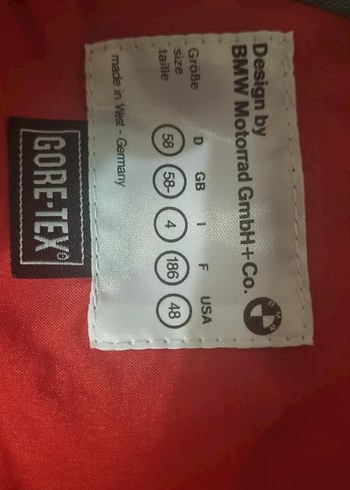 Design by
BMW Motorrad GmbH+Co.
BMW
Größe D GB I F USA
size
taille 58 58- 4 186 48
made in West - Germany
GORE-TEX